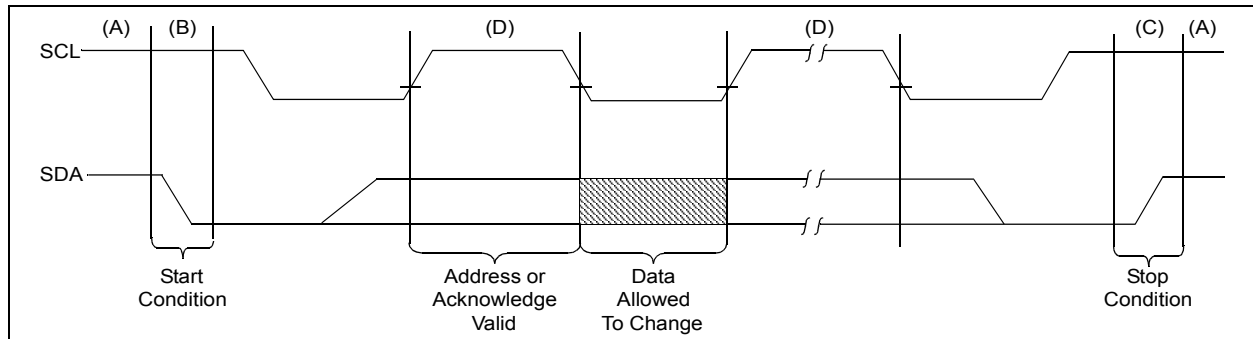 (A) (B) (D) (D) (C) (A)
SCL
SDA
Start
Condition
Address or
Acknowledge
Valid
Data
Allowed
To Change
Stop
Condition